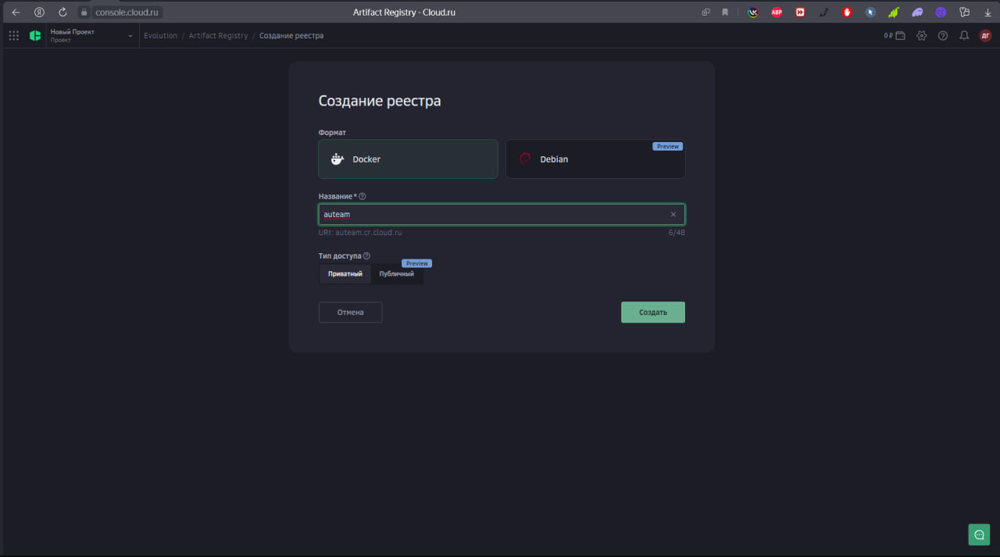 console.cloud.ru
Artifact Registry - Cloud.ru
ABP
Новый Проект
Проект
Evolution / Artifact Registry / Создание реестра
0 ₽
ДГ
Создание реестра
Формат
Docker
Preview
Debian
Название *
auteam
URI: auteam.cr.cloud.ru
6/48
Тип доступа
Preview
Приватный
Публичный
Отмена
Создать